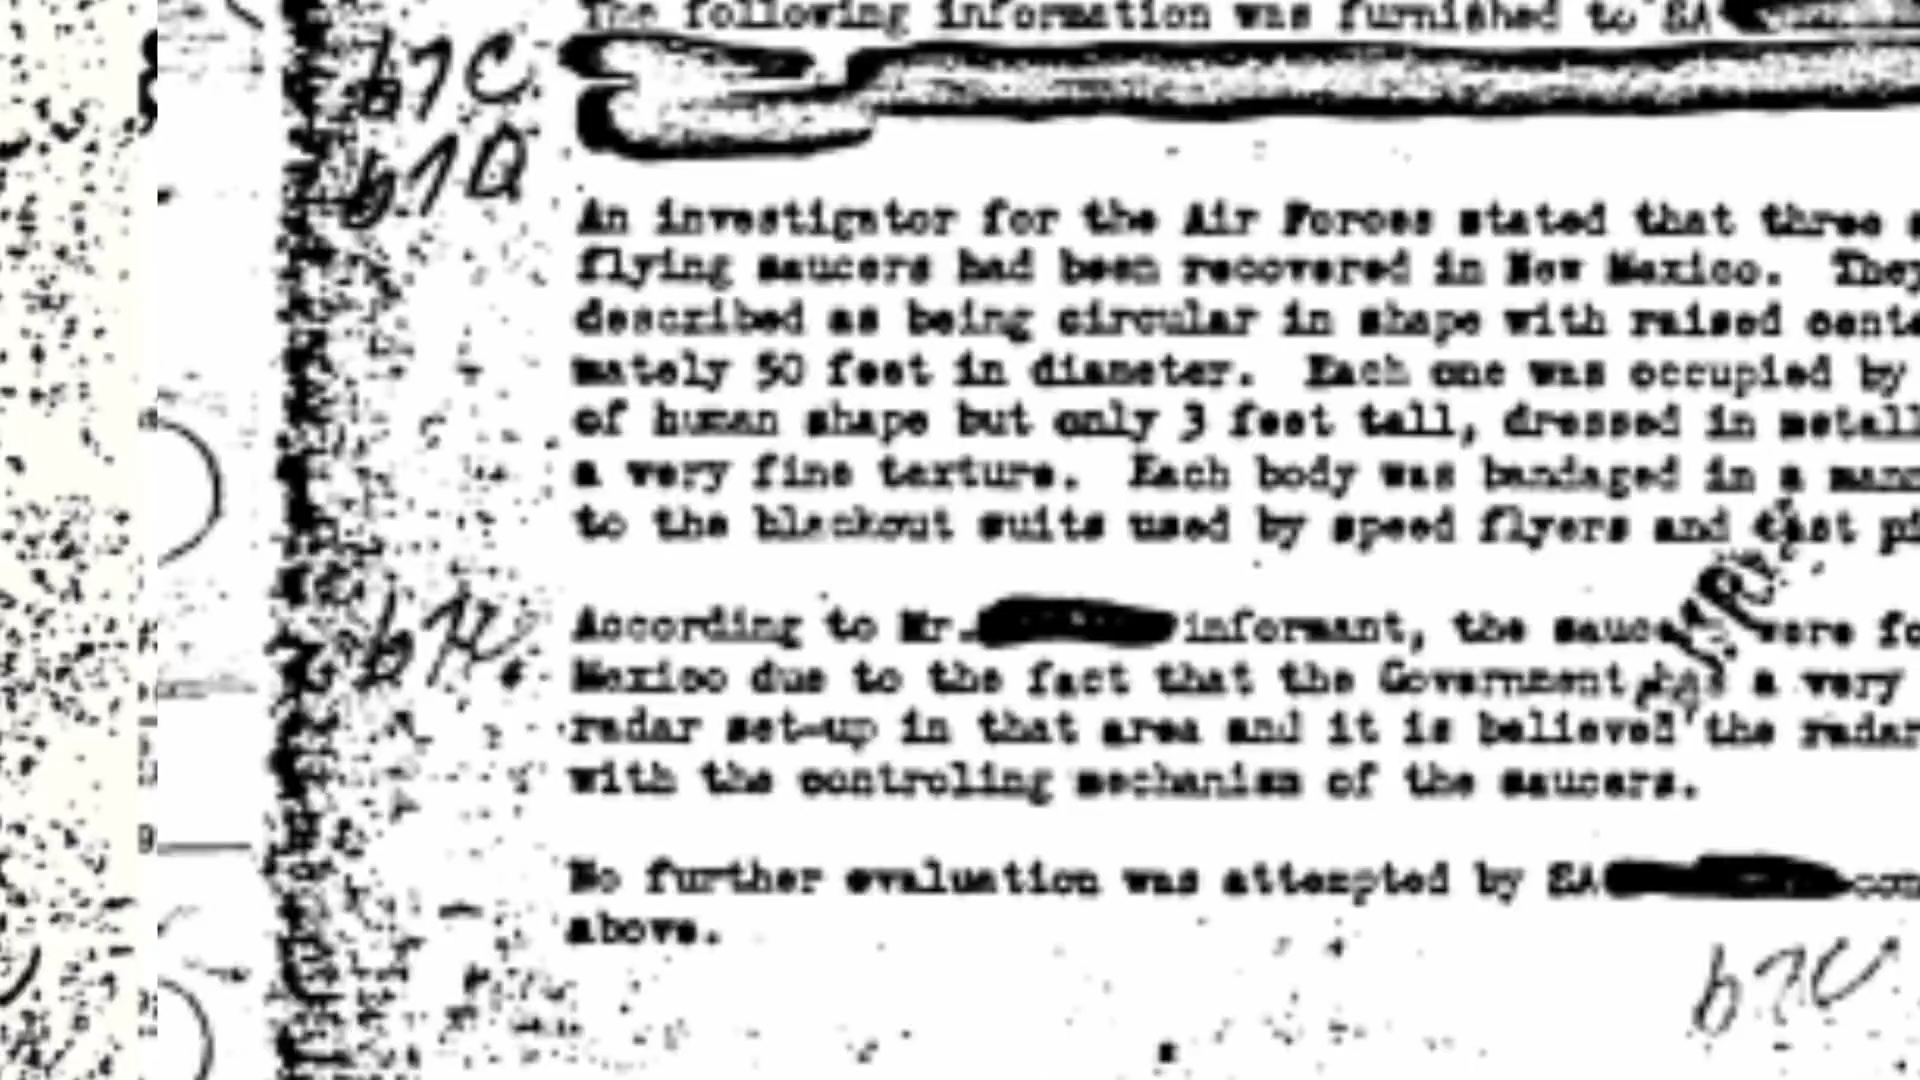 The following information was furnished to SA
b7C
b7D
An investigator for the Air Forces stated that three s
flying saucers had been recovered in New Mexico. They
described as being circular in shape with raised cente
mately 50 feet in diameter. Each one was occupied by
of human shape but only 3 feet tall, dressed in metall
a very fine texture. Each body was bandaged in a mann
to the blackout suits used by speed flyers and test pi
b7C
According to Mr. informant, the saucers were fo
Mexico due to the fact that the Government has a very
radar set-up in that area and it is believed the radar
with the controling mechanism of the saucers.
No further evaluation was attempted by SA con
above.
b7C